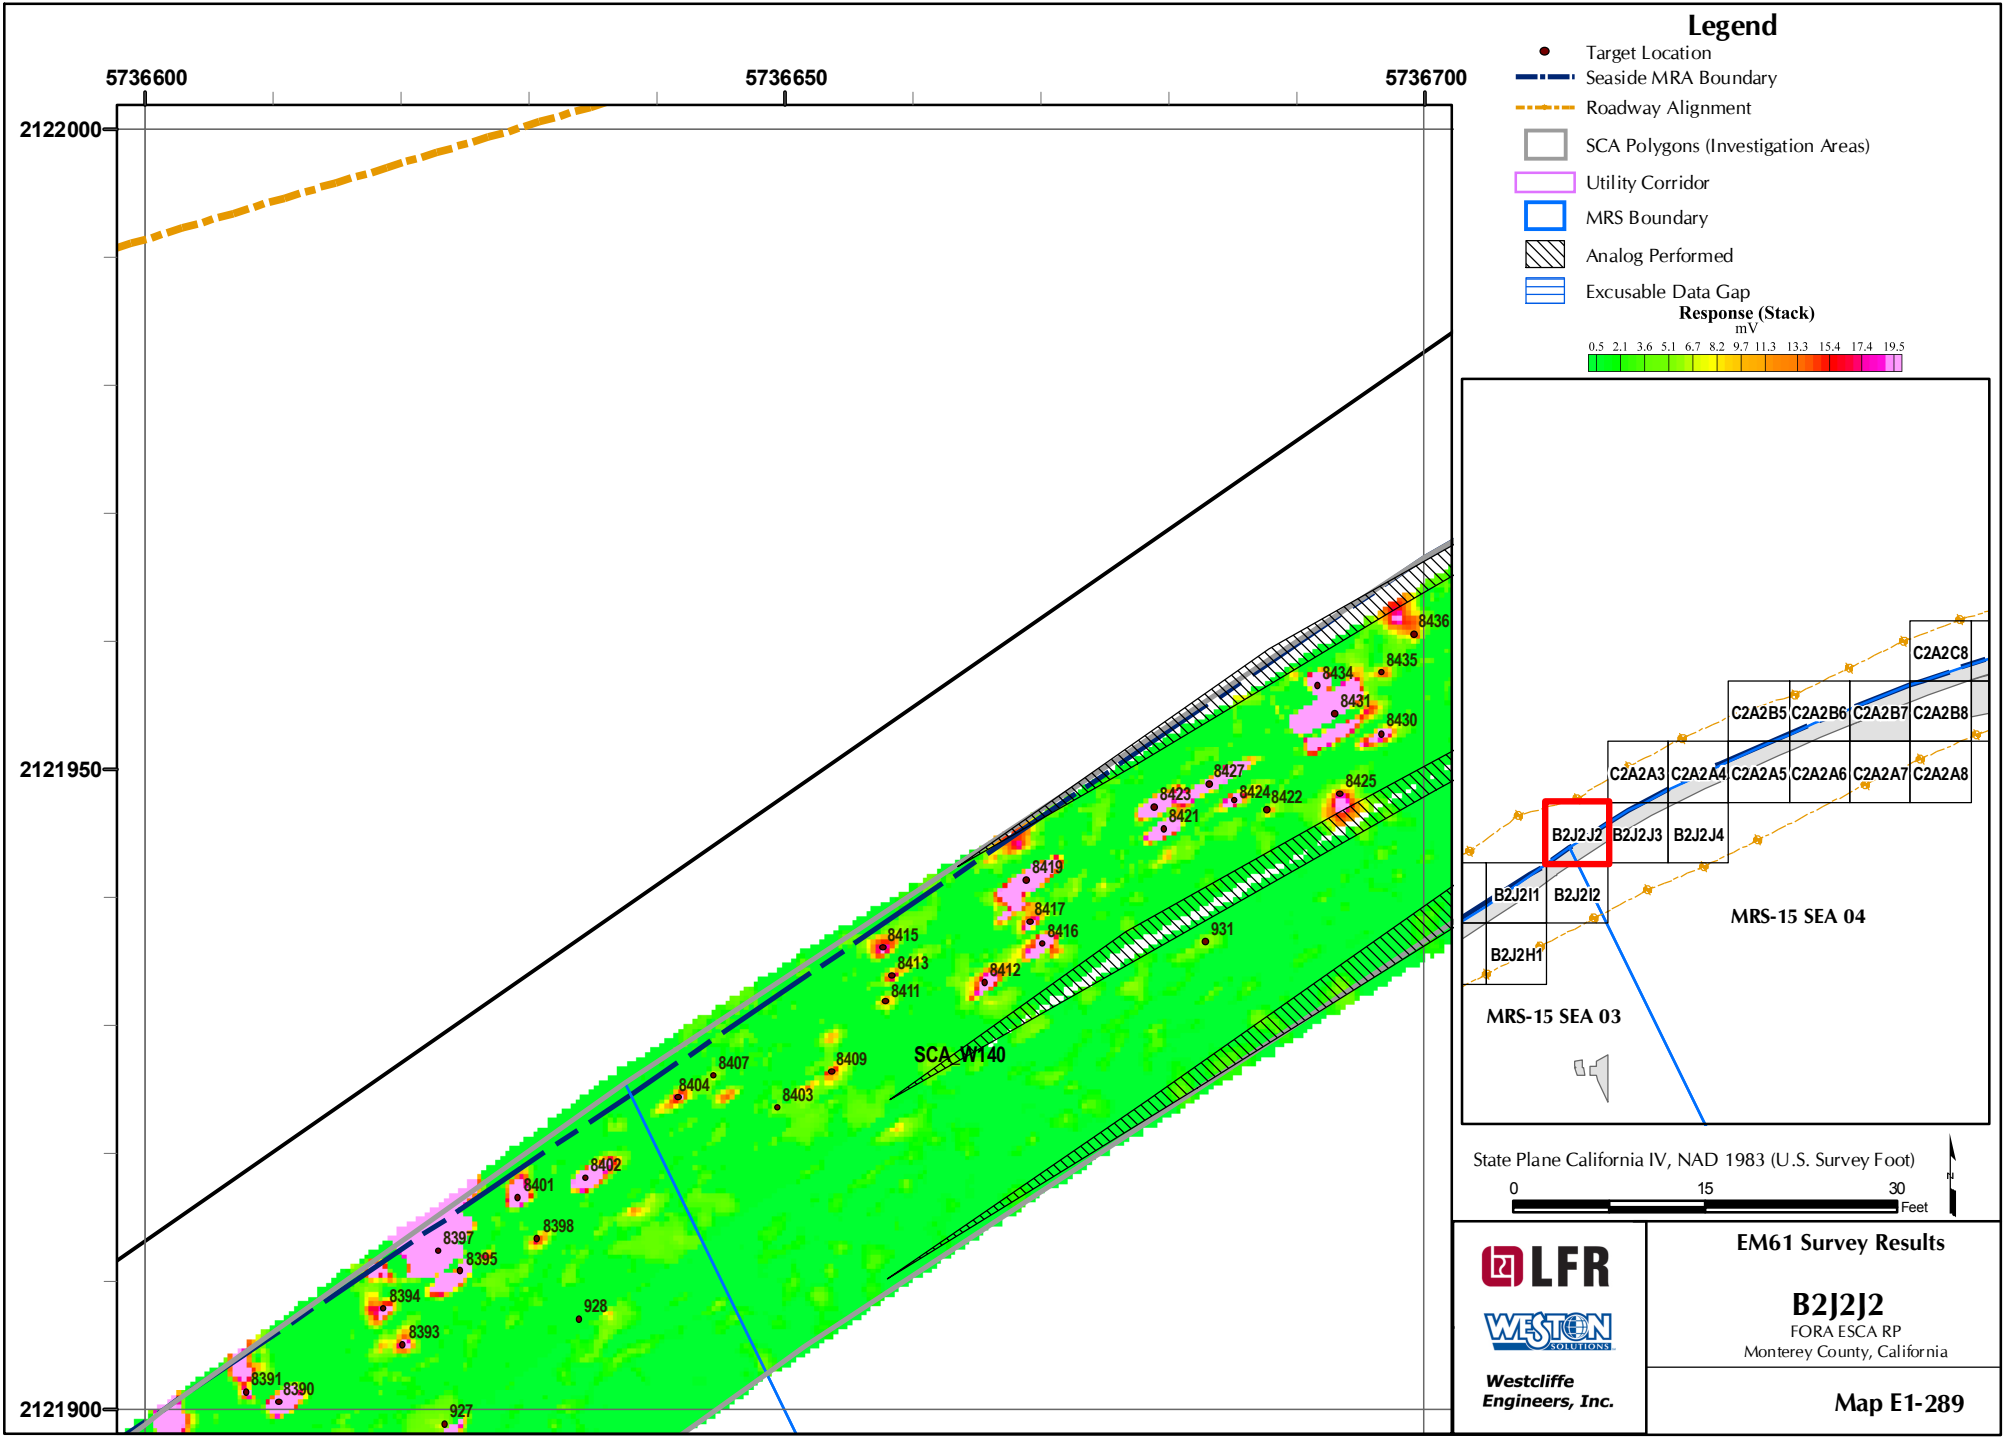 Legend
Target Location
Seaside MRA Boundary
Roadway Alignment
SCA Polygons (Investigation Areas)
Utility Corridor
MRS Boundary
Analog Performed
Excusable Data Gap
Response (Stack)
mV
0.5 2.1 3.6 5.1 6.7 8.2 9.7 11.3 13.3 15.4 17.4 19.5
5736600 5736650 5736700
2122000
2121950
2121900
8436
8435
8434
8431
8430
8427
8425
8423
8424
8422
8421
8419
8417
8416
8415
931
8413
8412
8411
SCA_W140
8409
8407
8404
8403
8402
8401
8398
8397
8395
8394
928
8393
8391
8390
927
C2A2C8
C2A2B5 C2A2B6 C2A2B7 C2A2B8
C2A2A3 C2A2A4 C2A2A5 C2A2A6 C2A2A7 C2A2A8
B2J2J2 B2J2J3 B2J2J4
B2J2I1 B2J2I2
MRS-15 SEA 04
B2J2H1
MRS-15 SEA 03
State Plane California IV, NAD 1983 (U.S. Survey Foot)
0 15 30
Feet
N
LFR
WESTON
SOLUTIONS
Westcliffe
Engineers, Inc.
EM61 Survey Results
B2J2J2
FORA ESCA RP
Monterey County, California
Map E1-289